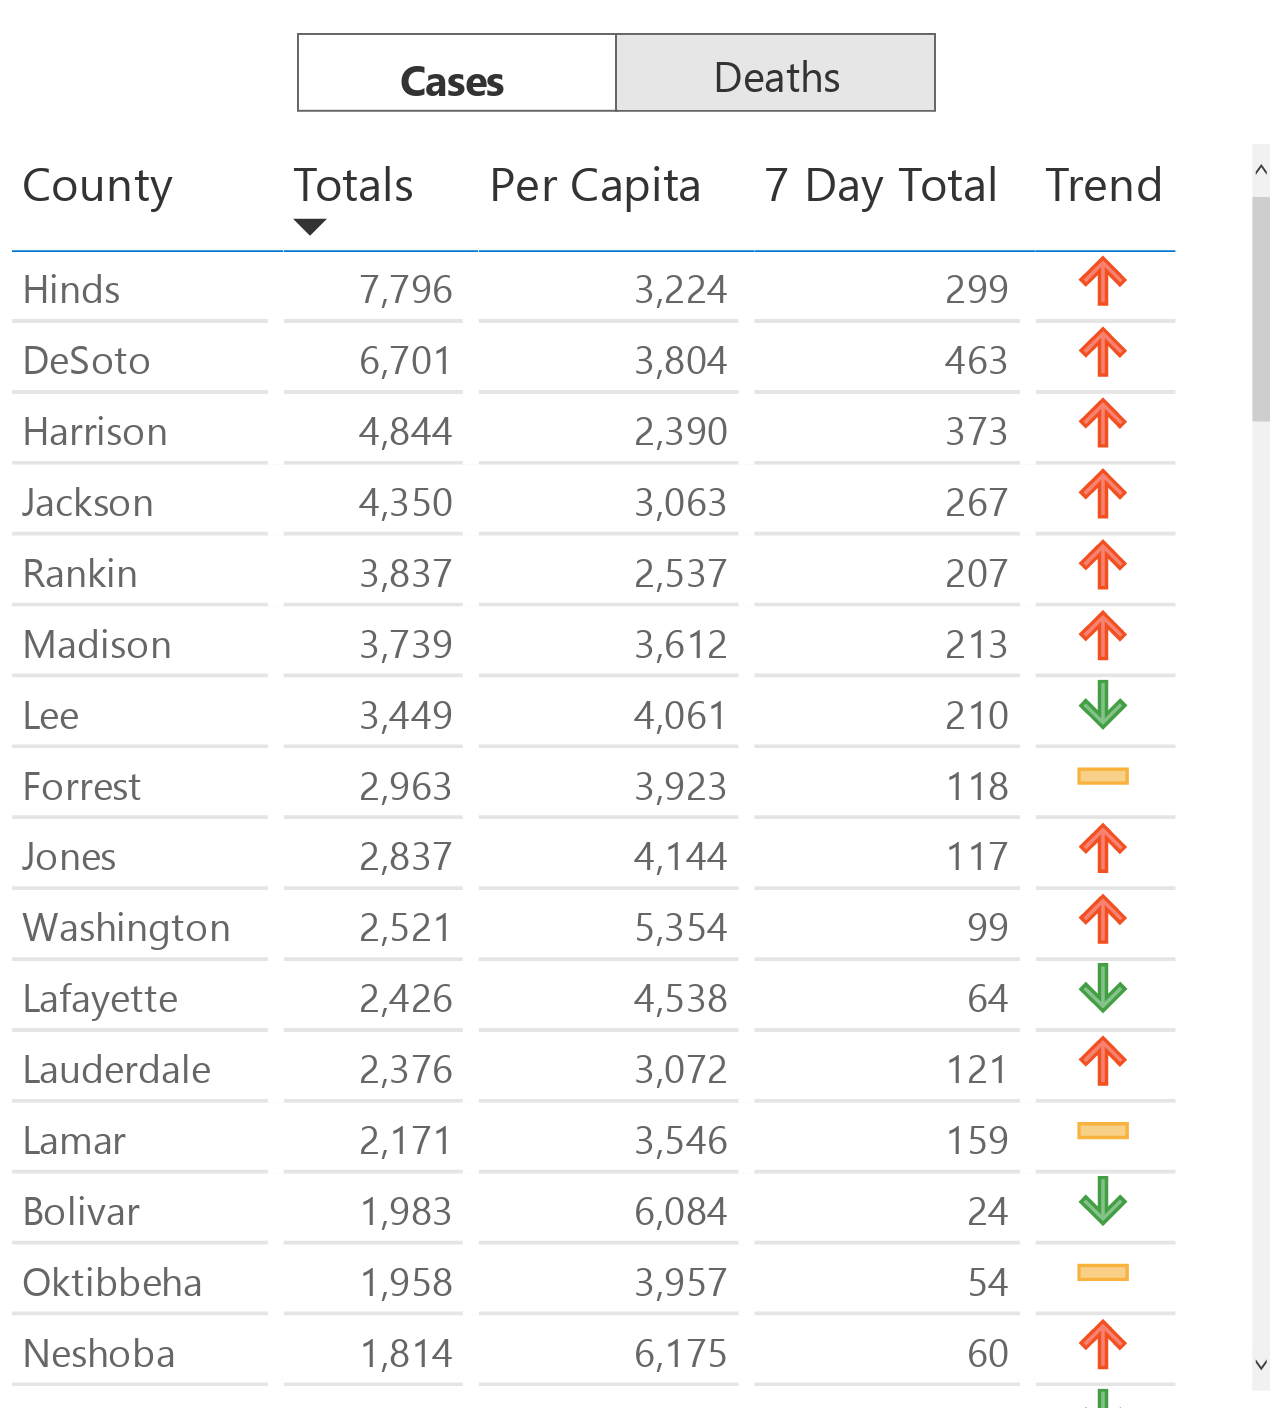 Cases Deaths
County Totals Per Capita 7 Day Total Trend
Hinds 7,796 3,224 299
DeSoto 6,701 3,804 463
Harrison 4,844 2,390 373
Jackson 4,350 3,063 267
Rankin 3,837 2,537 207
Madison 3,739 3,612 213
Lee 3,449 4,061 210
Forrest 2,963 3,923 118
Jones 2,837 4,144 117
Washington 2,521 5,354 99
Lafayette 2,426 4,538 64
Lauderdale 2,376 3,072 121
Lamar 2,171 3,546 159
Bolivar 1,983 6,084 24
Oktibbeha 1,958 3,957 54
Neshoba 1,814 6,175 60